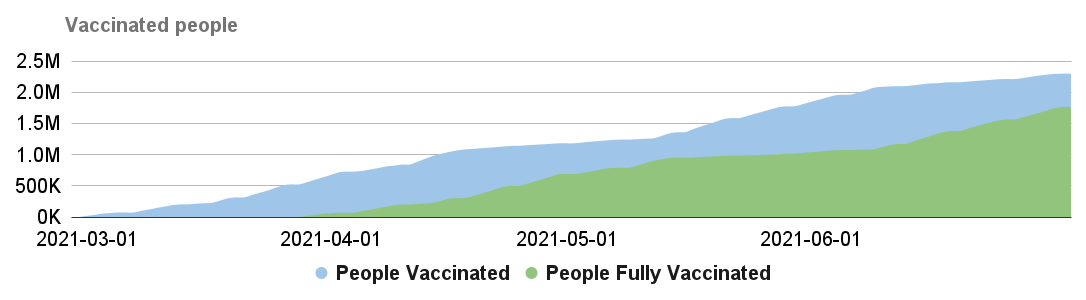 Vaccinated people
2.5M
2.0M
1.5M
1.0M
500K
0K
2021-03-01 2021-04-01 2021-05-01 2021-06-01
People Vaccinated People Fully Vaccinated